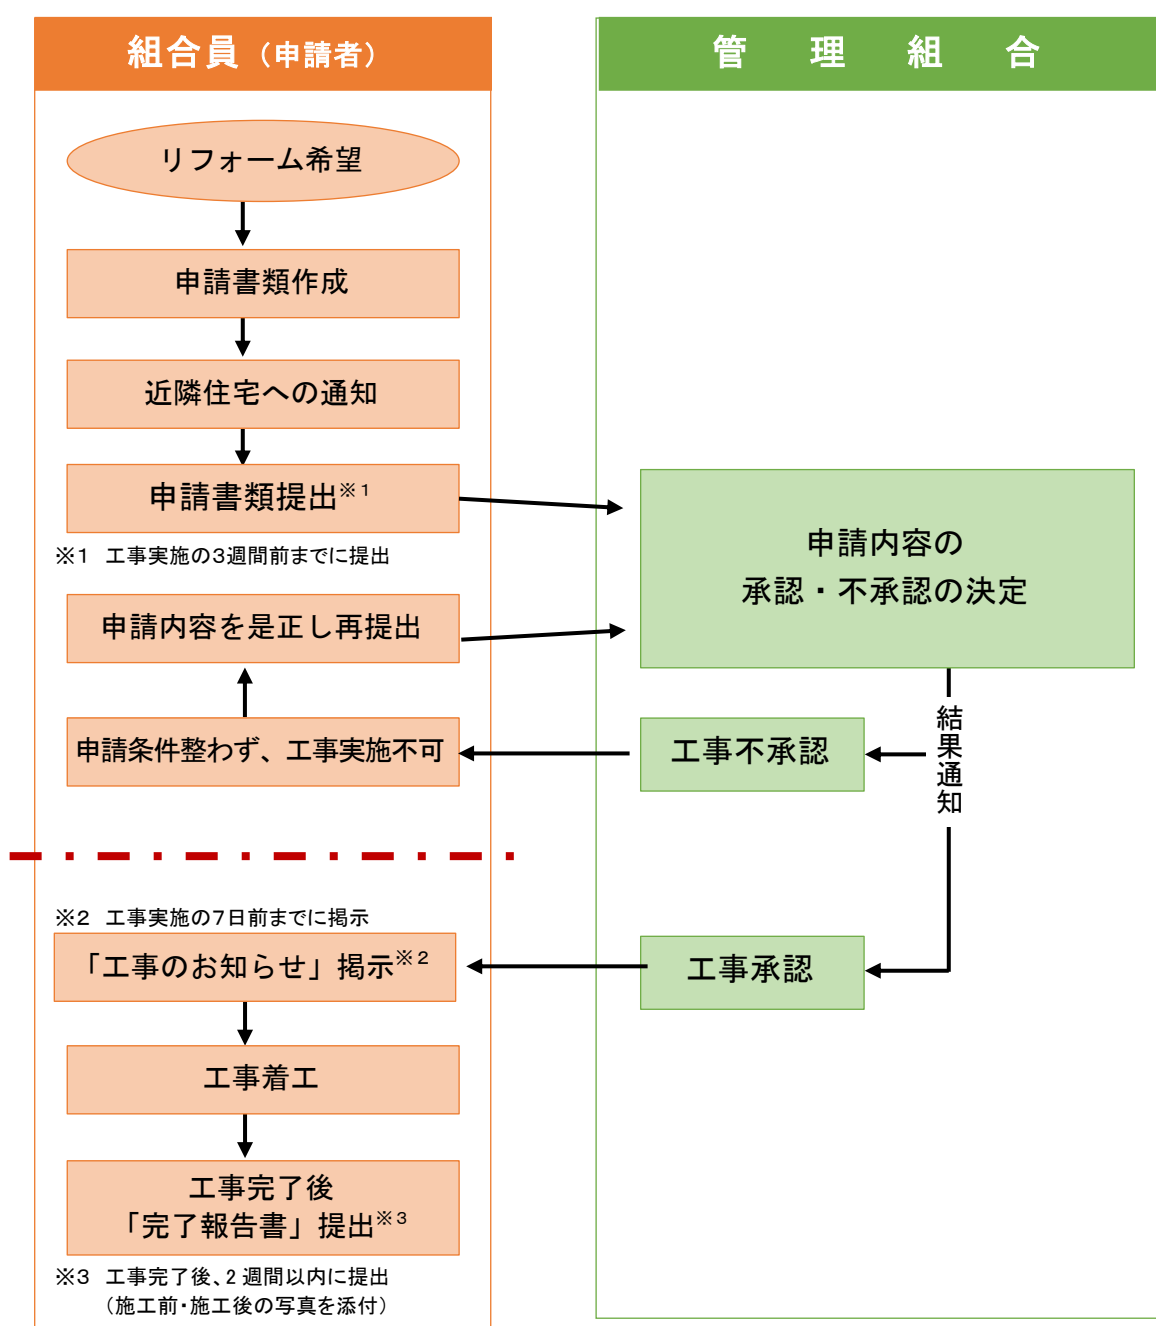 組合員（申請者）
管理組合
リフォーム希望
申請書類作成
近隣住宅への通知
申請書類提出※1
※1 工事実施の3週間前までに提出
申請内容の
承認・不承認の決定
申請内容を是正し再提出
結果通知
申請条件整わず、工事実施不可
工事不承認
※2 工事実施の7日前までに掲示
「工事のお知らせ」掲示※2
工事承認
工事着工
工事完了後
「完了報告書」提出※3
※3 工事完了後、2週間以内に提出
（施工前・施工後の写真を添付）